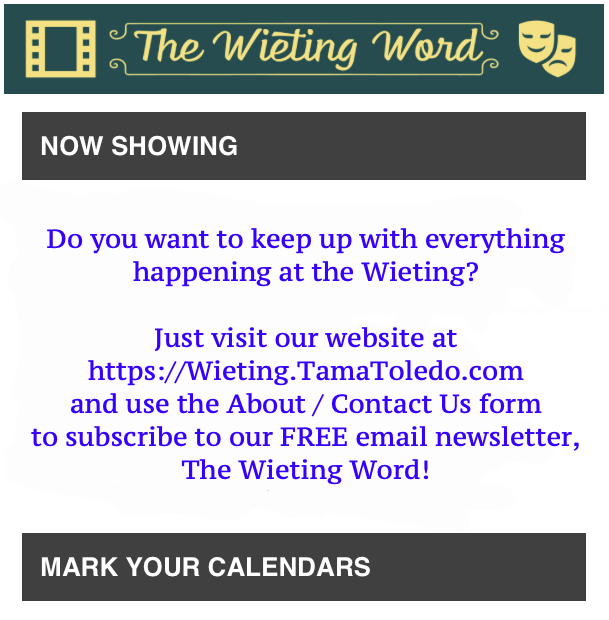 The Wieting Word
NOW SHOWING
Do you want to keep up with everything
happening at the Wieting?
Just visit our website at
https://Wieting.TamaToledo.com
and use the About / Contact Us form
to subscribe to our FREE email newsletter,
The Wieting Word!
MARK YOUR CALENDARS